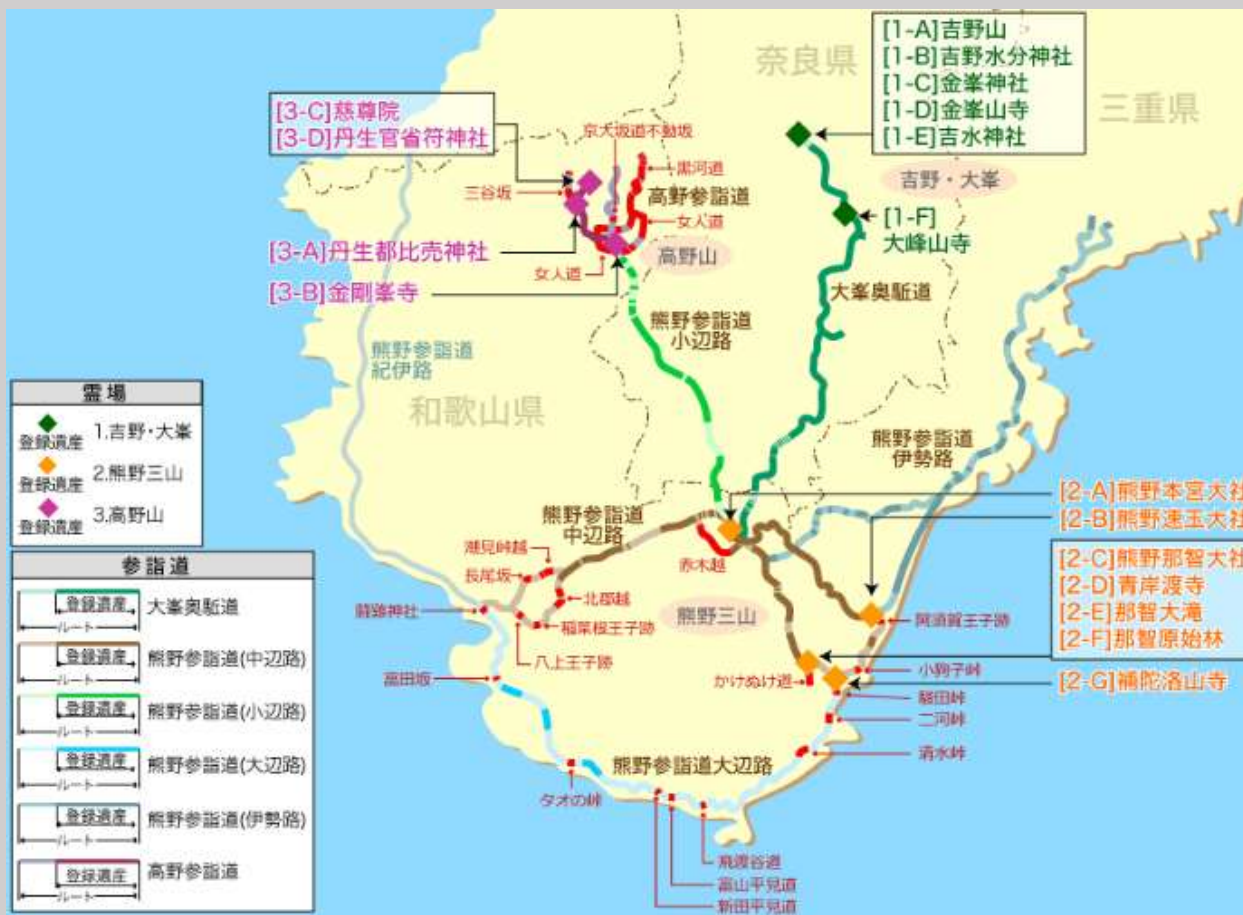 奈良県
三重県
和歌山県
[1-A]吉野山
[1-B]吉野水分神社
[1-C]金峯神社
[1-D]金峯山寺
[1-E]吉水神社
吉野・大峯
[1-F]
大峰山寺
大峯奥駈道
[3-C]慈尊院
[3-D]丹生官省符神社
京大坂道不動坂
黒河道
三谷坂
高野参詣道
女人道
[3-A]丹生都比売神社
高野山
女人道
[3-B]金剛峯寺
熊野参詣道
小辺路
熊野参詣道
紀伊路
熊野参詣道
伊勢路
[2-A]熊野本宮大社
[2-B]熊野速玉大社
[2-C]熊野那智大社
[2-D]青岸渡寺
[2-E]那智大滝
[2-F]那智原始林
[2-G]補陀洛山寺
熊野参詣道
中辺路
潮見峠越
長尾坂
赤木越
北郡越
闘雞神社
稲葉根王子跡
熊野三山
阿須賀王子跡
八上王子跡
小狗子峠
富田坂
かけぬけ道
駿田峠
二河峠
清水峠
熊野参詣道大辺路
タオの峠
飛渡谷道
富山平見道
新田平見道
霊場
登録遺産 1.吉野・大峯
登録遺産 2.熊野三山
登録遺産 3.高野山
参詣道
登録遺産 大峯奥駈道
ルート
登録遺産 熊野参詣道(中辺路)
ルート
登録遺産 熊野参詣道(小辺路)
ルート
登録遺産 熊野参詣道(大辺路)
ルート
登録遺産 熊野参詣道(伊勢路)
ルート
登録遺産 高野参詣道
ルート